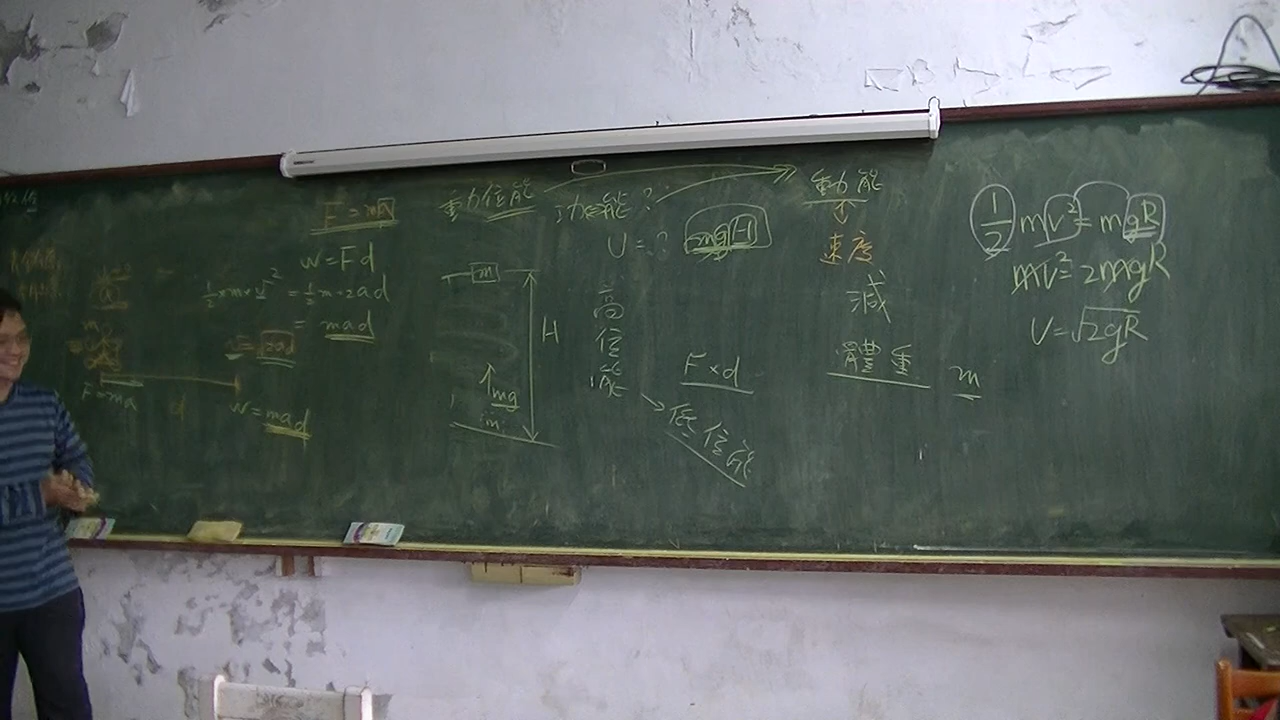 F = ma
W = Fd
½×m×v² = ½m×2ad
= mad
W = mad
F = ma
d
重力位能
功≡能?
動能
U = ?
mgH
速度
m
H
mg
m
高位能
低位能
F×d
減
體重
m
½mv² = mgR
mv² = 2mgR
V = √2gR